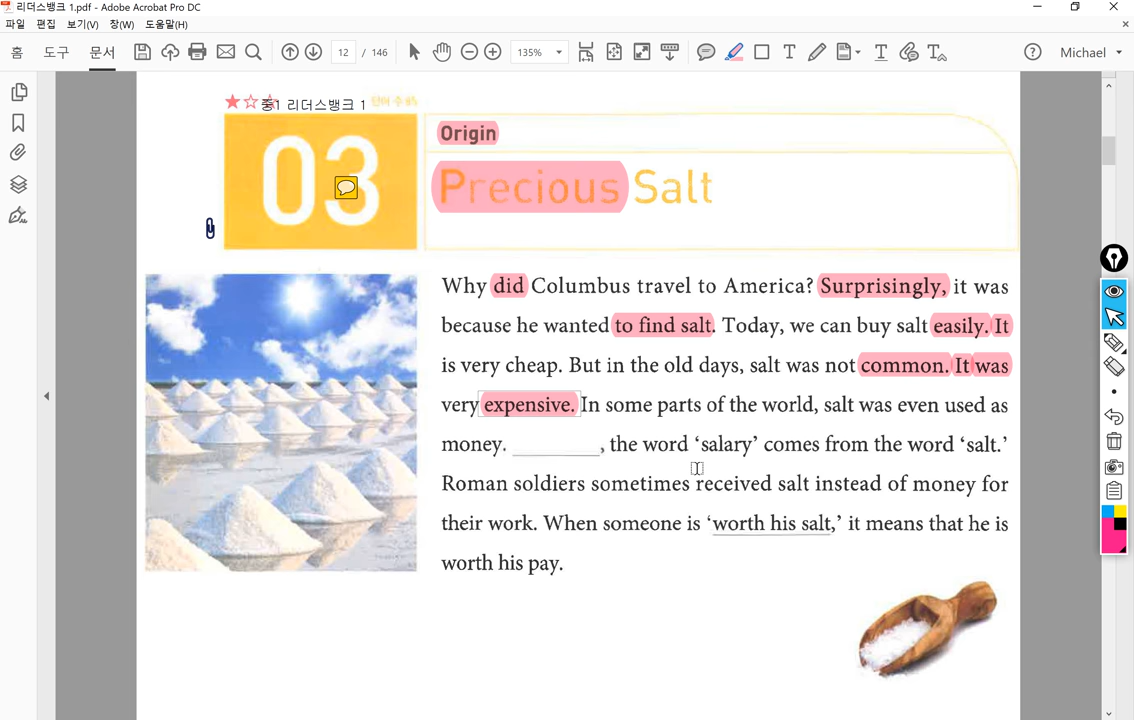 리더스뱅크 1.pdf - Adobe Acrobat Pro DC
파일 편집 보기(V) 창(W) 도움말(H)
홈 도구 문서 12 / 146 135% Michael
★☆☆ 중1 리더스뱅크 1 단어 수 85
03
Origin
Precious Salt
Why did Columbus travel to America? Surprisingly, it was
because he wanted to find salt. Today, we can buy salt easily. It
is very cheap. But in the old days, salt was not common. It was
very expensive. In some parts of the world, salt was even used as
money. ________, the word ‘salary’ comes from the word ‘salt.’
Roman soldiers sometimes received salt instead of money for
their work. When someone is ‘worth his salt,’ it means that he is
worth his pay.